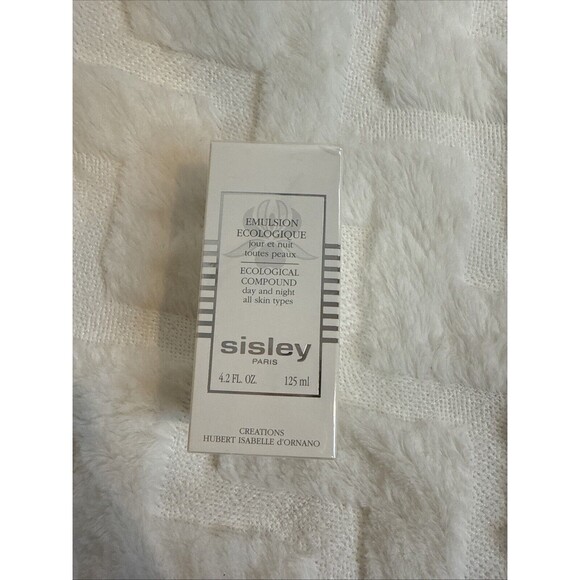 EMULSION
ECOLOGIQUE
jour et nuit
toutes peaux
ECOLOGICAL
COMPOUND
day and night
all skin types
sisley
PARIS
4.2 FL. OZ. 125 ml
CREATIONS
HUBERT ISABELLE d'ORNANO